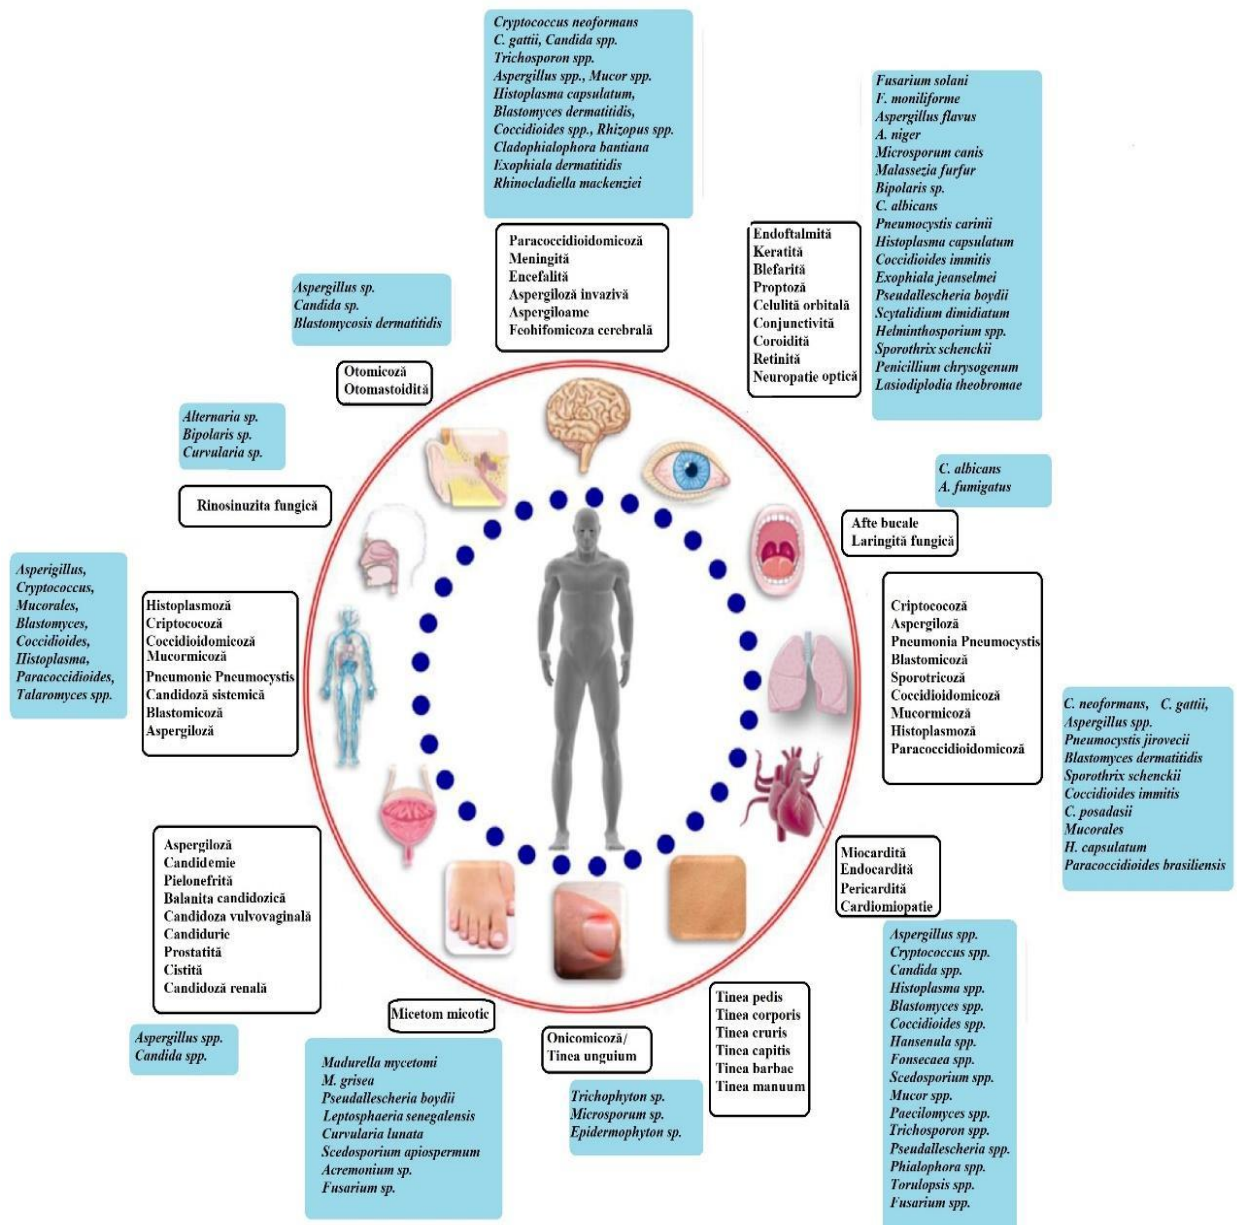 Cryptococcus neoformans
C. gattii, Candida spp.
Trichosporon spp.
Aspergillus spp., Mucor spp.
Histoplasma capsulatum,
Blastomyces dermatitidis,
Coccidioides spp., Rhizopus spp.
Cladophialophora bantiana
Exophiala dermatitidis
Rhinocladiella mackenziei
Paracoccidioidomicoză
Meningită
Encefalită
Aspergiloză invazivă
Aspergiloame
Feohifomicoza cerebrală
Fusarium solani
F. moniliforme
Aspergillus flavus
A. niger
Microsporum canis
Malassezia furfur
Bipolaris sp.
C. albicans
Pneumocystis carinii
Histoplasma capsulatum
Coccidioides immitis
Exophiala jeanselmei
Pseudallescheria boydii
Scytalidium dimidiatum
Helminthosporium spp.
Sporothrix schenckii
Penicillium chrysogenum
Lasiodiplodia theobromae
Endoftalmită
Keratită
Blefarită
Proptoză
Celulită orbitală
Conjunctivită
Coroidită
Retinită
Neuropatie optică
Aspergillus sp.
Candida sp.
Blastomycosis dermatitidis
Otomicoză
Otomastoidită
Alternaria sp.
Bipolaris sp.
Curvularia sp.
Rinosinuzita fungică
C. albicans
A. fumigatus
Afte bucale
Laringită fungică
Asperigillus,
Cryptococcus,
Mucorales,
Blastomyces,
Coccidioides,
Histoplasma,
Paracoccidioides,
Talaromyces spp.
Histoplasmoză
Criptococoză
Coccidioidomicoză
Mucormicoză
Pneumonie Pneumocystis
Candidoză sistemică
Blastomicoză
Aspergiloză
Criptococoză
Aspergiloză
Pneumonia Pneumocystis
Blastomicoză
Sporotricoză
Coccidioidomicoză
Mucormicoză
Histoplasmoză
Paracoccidioidomicoză
C. neoformans, C. gattii,
Aspergillus spp.
Pneumocystis jirovecii
Blastomyces dermatitidis
Sporothrix schenckii
Coccidioides immitis
C. posadasii
Mucorales
H. capsulatum
Paracoccidioides brasiliensis
Aspergiloză
Candidemie
Pielonefrită
Balanita candidozică
Candidoza vulvovaginală
Candidurie
Prostatită
Cistită
Candidoză renală
Aspergillus spp.
Candida spp.
Miocardită
Endocardită
Pericardită
Cardiomiopatie
Aspergillus spp.
Cryptococcus spp.
Candida spp.
Histoplasma spp.
Blastomyces spp.
Coccidioides spp.
Hansenula spp.
Fonsecaea spp.
Scedosporium spp.
Mucor spp.
Paecilomyces spp.
Trichosporon spp.
Pseudallescheria spp.
Phialophora spp.
Torulopsis spp.
Fusarium spp.
Micetom micotic
Madurella mycetomi
M. grisea
Pseudallescheria boydii
Leptosphaeria senegalensis
Curvularia lunata
Scedosporium apiospermum
Acremonium sp.
Fusarium sp.
Onicomicoză/
Tinea unguium
Trichophyton sp.
Microsporum sp.
Epidermophyton sp.
Tinea pedis
Tinea corporis
Tinea cruris
Tinea capitis
Tinea barbae
Tinea manuum